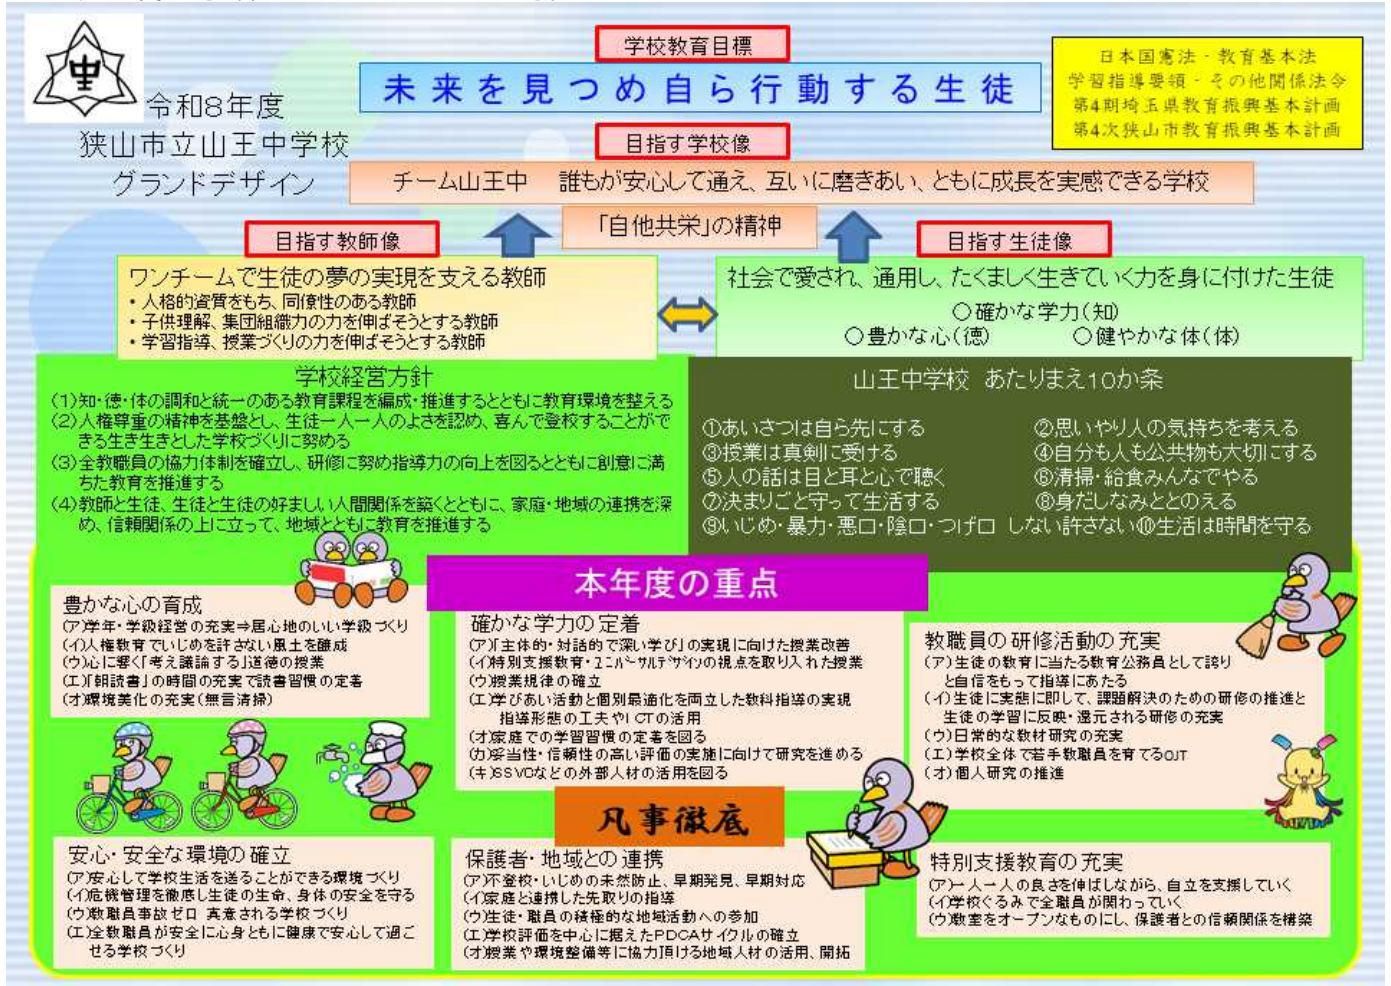 中
令和8年度
狭山市立山王中学校
グランドデザイン
学校教育目標
未来を見つめ自ら行動する生徒
日本国憲法・教育基本法
学習指導要領・その他関係法令
第4期埼玉県教育振興基本計画
第4次狭山市教育振興基本計画
目指す学校像
チーム山王中 誰もが安心して通え、互いに磨きあい、ともに成長を実感できる学校
「自他共栄」の精神
目指す教師像
ワンチームで生徒の夢の実現を支える教師
・人格的資質をもち、同僚性のある教師
・子供理解、集団組織力の力を伸ばそうとする教師
・学習指導、授業づくりの力を伸ばそうとする教師
目指す生徒像
社会で愛され、通用し、たくましく生きていく力を身に付けた生徒
○確かな学力(知)
○豊かな心(徳) ○健やかな体(体)
学校経営方針
(1)知・徳・体の調和と統一のある教育課程を編成・推進するとともに教育環境を整える
(2)人権尊重の精神を基盤とし、生徒一人一人のよさを認め、喜んで登校することがで
きる生き生きとした学校づくりに努める
(3)全教職員の協力体制を確立し、研修に努め指導力の向上を図るとともに創意に満
ちた教育を推進する
(4)教師と生徒、生徒と生徒の好ましい人間関係を築くとともに、家庭・地域の連携を深
め、信頼関係の上に立って、地域とともに教育を推進する
山王中学校 あたりまえ10か条
①あいさつは自ら先にする ②思いやり人の気持ちを考える
③授業は真剣に受ける ④自分も人も公共物も大切にする
⑤人の話は目と耳と心で聴く ⑥清掃・給食みんなでやる
⑦決まりごと守って生活する ⑧身だしなみととのえる
⑨いじめ・暴力・悪口・陰口・つげ口 しない許さない⑩生活は時間を守る
本年度の重点
豊かな心の育成
(ア)学年・学級経営の充実⇒居心地のいい学級づくり
(イ)人権教育でいじめを許さない風土を醸成
(ウ)心に響く「考え議論する」道徳の授業
(エ)「朝読書」の時間の充実で読書習慣の定着
(オ)環境美化の充実(無言清掃)
確かな学力の定着
(ア)「主体的・対話的で深い学び」の実現に向けた授業改善
(イ)特別支援教育・ユニバーサルデザインの視点を取り入れた授業
(ウ)授業規律の確立
(エ)学びあい活動と個別最適化を両立した教科指導の実現
指導形態の工夫やICTの活用
(オ)家庭での学習習慣の定着を図る
(カ)妥当性・信頼性の高い評価の実施に向けて研究を進める
(キ)SSVCなどの外部人材の活用を図る
教職員の研修活動の充実
(ア)生徒の教育に当たる教育公務員として誇り
と自信をもって指導にあたる
(イ)生徒に実態に即して、課題解決のための研修の推進と
生徒の学習に反映・還元される研修の充実
(ウ)日常的な教材研究の充実
(エ)学校全体で若手教職員を育てるOJT
(オ)個人研究の推進
凡事徹底
安心・安全な環境の確立
(ア)安心して学校生活を送ることができる環境づくり
(イ)危機管理を徹底し生徒の生命、身体の安全を守る
(ウ)教職員事故ゼロ 真意される学校づくり
(エ)全教職員が安全に心身ともに健康で安心して過ご
せる学校づくり
保護者・地域との連携
(ア)不登校・いじめの未然防止、早期発見、早期対応
(イ)家庭と連携した先取りの指導
(ウ)生徒・職員の積極的な地域活動への参加
(エ)学校評価を中心に据えたPDCAサイクルの確立
(オ)授業や環境整備等に協力頂ける地域人材の活用、開拓
特別支援教育の充実
(ア)一人一人の良さを伸ばしながら、自立を支援していく
(イ)学校ぐるみで全職員が関わっていく
(ウ)教室をオープンなものにし、保護者との信頼関係を構築